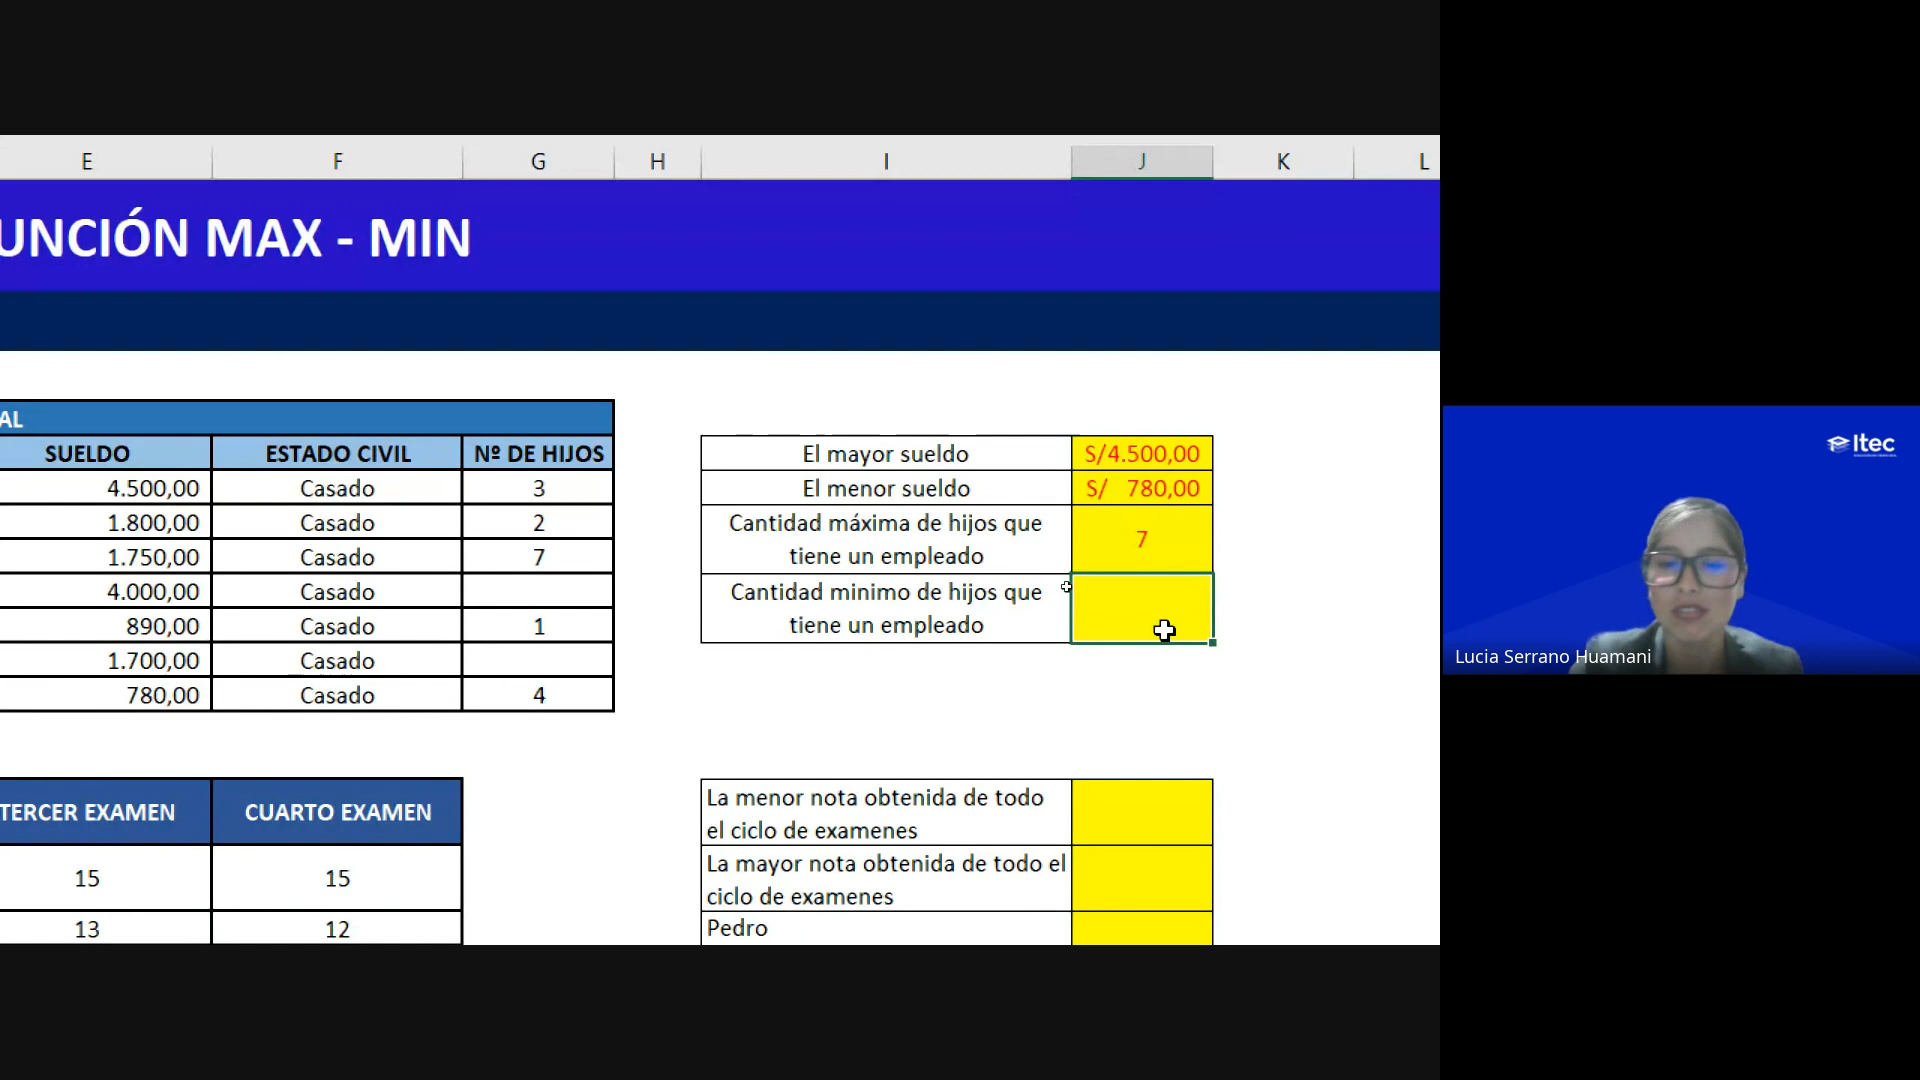 E F G H I J K L
UNCIÓN MAX - MIN
AL
SUELDO ESTADO CIVIL Nº DE HIJOS
4.500,00 Casado 3
1.800,00 Casado 2
1.750,00 Casado 7
4.000,00 Casado
890,00 Casado 1
1.700,00 Casado
780,00 Casado 4
El mayor sueldo S/4.500,00
El menor sueldo S/ 780,00
Cantidad máxima de hijos que
tiene un empleado 7
Cantidad minimo de hijos que
tiene un empleado
TERCER EXAMEN CUARTO EXAMEN
15 15
13 12
La menor nota obtenida de todo
el ciclo de examenes
La mayor nota obtenida de todo el
ciclo de examenes
Pedro
Itec
Lucia Serrano Huamani